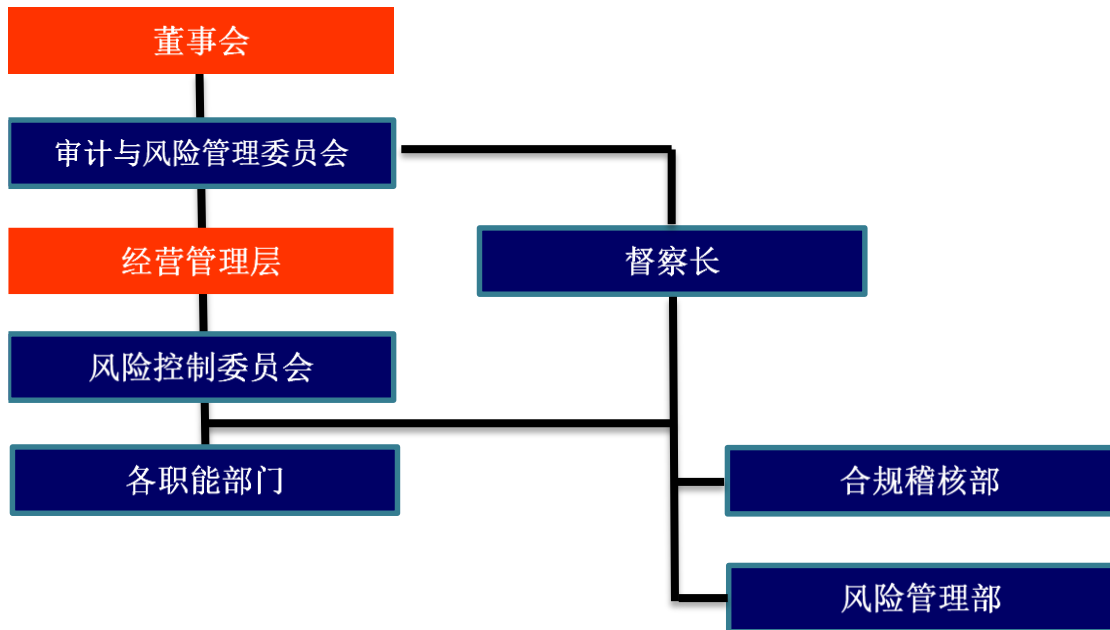 董事会
审计与风险管理委员会
经营管理层
督察长
风险控制委员会
各职能部门
合规稽核部
风险管理部